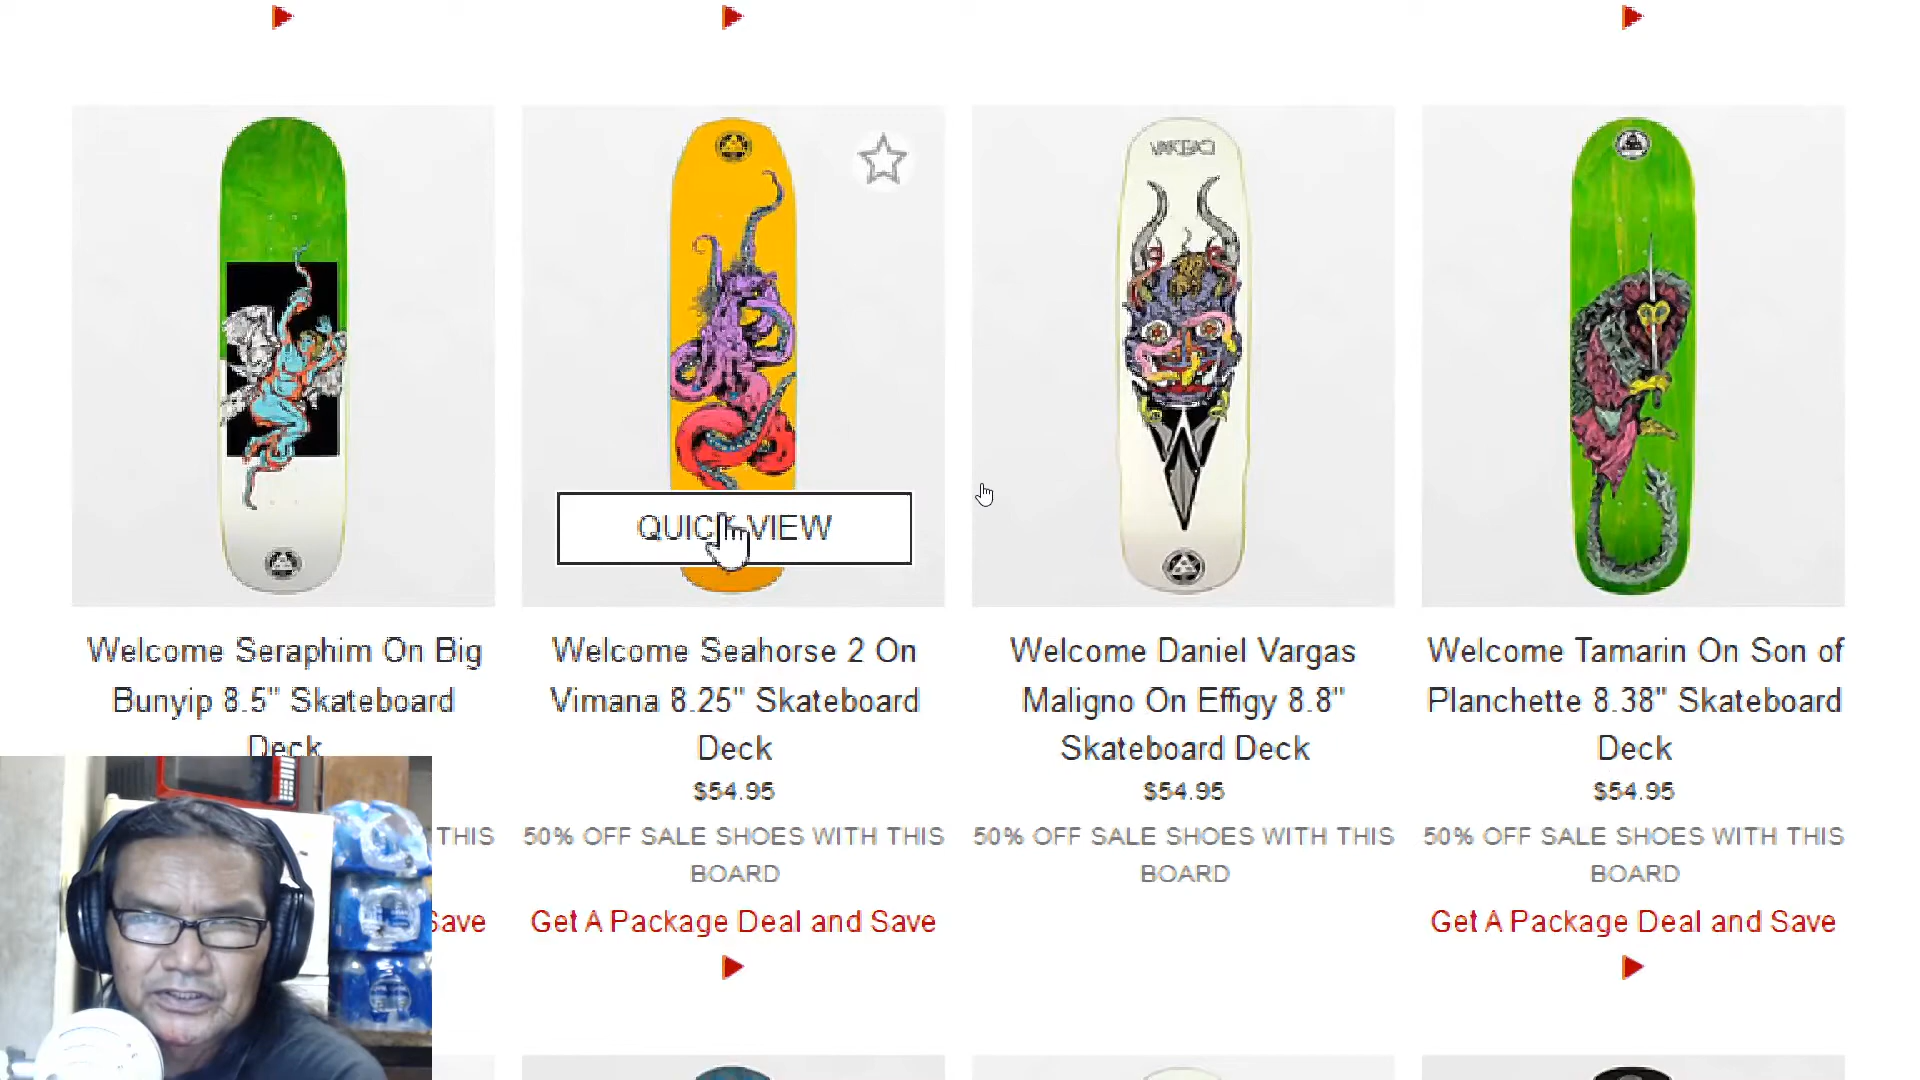 QUICK VIEW
Welcome Seraphim On Big
Bunyip 8.5" Skateboard
Deck
THIS
Save
Welcome Seahorse 2 On
Vimana 8.25" Skateboard
Deck
$54.95
50% OFF SALE SHOES WITH THIS
BOARD
Get A Package Deal and Save
Welcome Daniel Vargas
Maligno On Effigy 8.8"
Skateboard Deck
$54.95
50% OFF SALE SHOES WITH THIS
BOARD
Welcome Tamarin On Son of
Planchette 8.38" Skateboard
Deck
$54.95
50% OFF SALE SHOES WITH THIS
BOARD
Get A Package Deal and Save